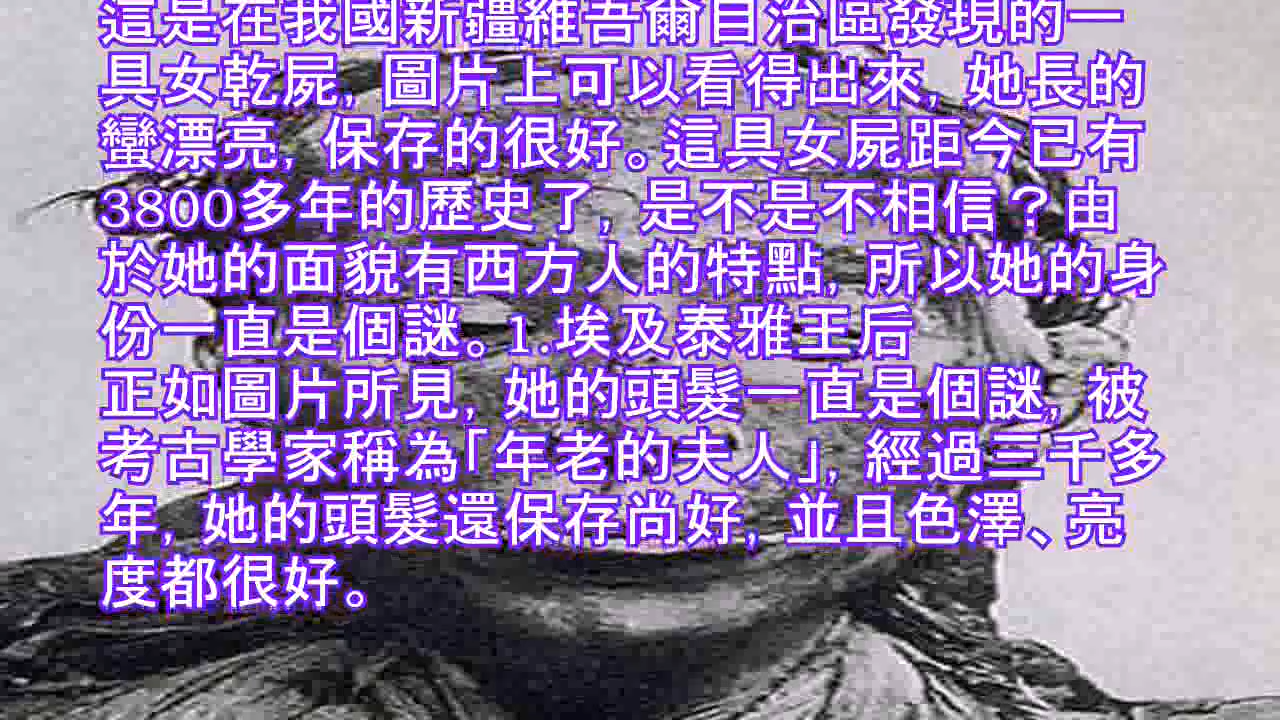 這是在我國新疆維吾爾自治區發現的一
具女乾屍, 圖片上可以看得出來, 她長的
蠻漂亮, 保存的很好。這具女屍距今已有
3800多年的歷史了, 是不是不相信？由
於她的面貌有西方人的特點, 所以她的身
份一直是個謎。1.埃及泰雅王后
正如圖片所見, 她的頭髮一直是個謎, 被
考古學家稱為「年老的夫人」, 經過三千多
年, 她的頭髮還保存尚好, 並且色澤、亮
度都很好。